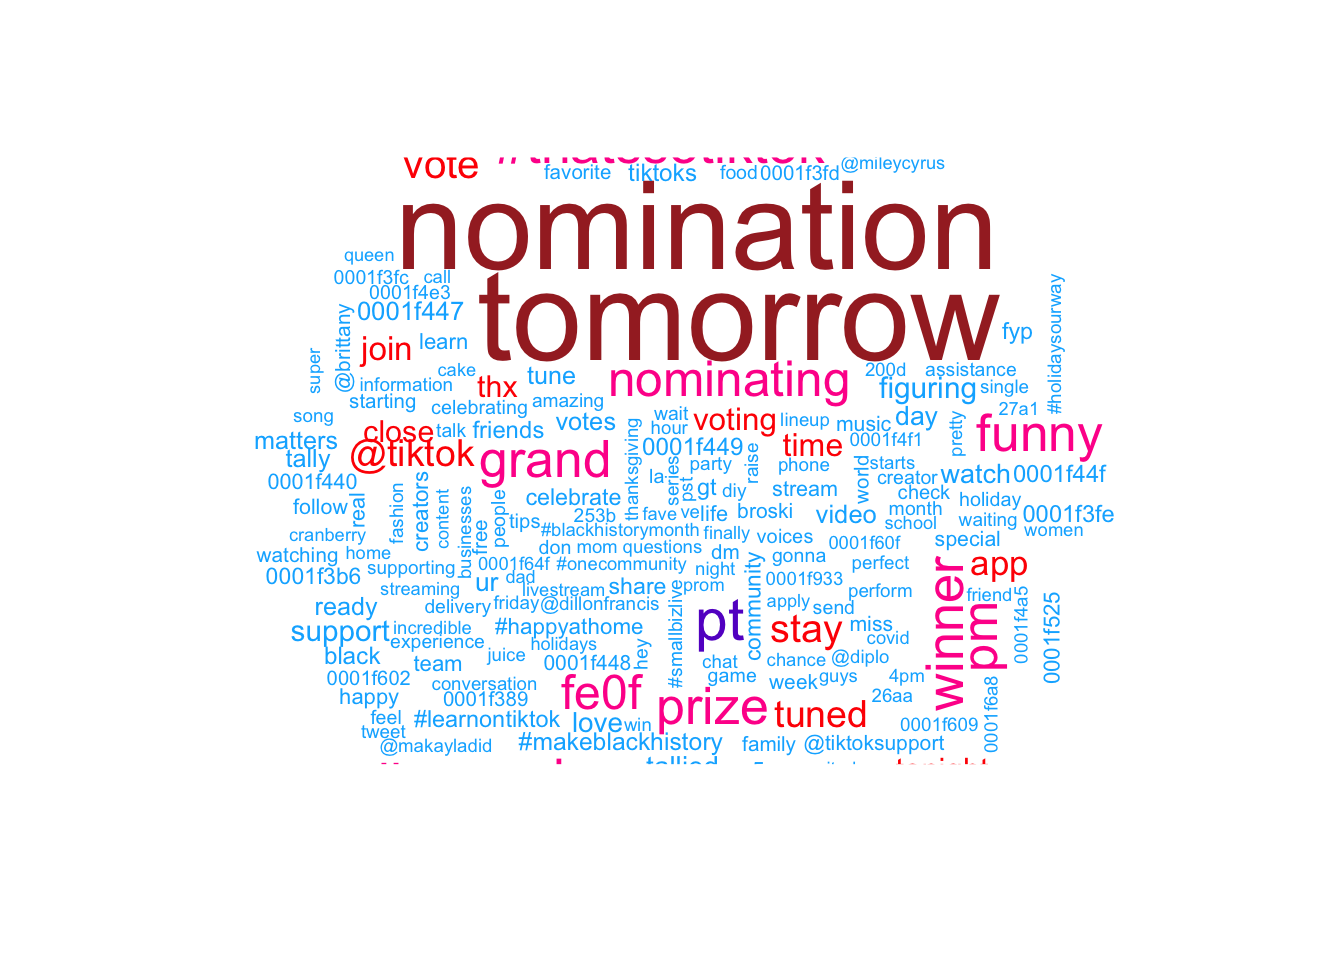 vote
#thatssotiktok
favorite
tiktoks
food
0001f3fd
@mileycyrus
nomination
queen
0001f3fc
call
0001f4e3
0001f447
tomorrow
#holidaysourway
@brittany
join
learn
fyp
super
cake
information
thx
tune
nominating
200d
assistance
figuring
single
starting
celebrating
amazing
27a1
song
wait
hour
voting
lineup
music
day
pretty
funny
close
talk
friends
votes
thanksgiving
matters
tally
@tiktok
grand
0001f449
time
0001f4f1
0001f440
la
series
party
raise
phone
world
starts
creator
watch
0001f44f
follow
real
fashion
creators
content
businesses
free
people
celebrate
pst
gt
diy
stream
check
holiday
tips
253b
fave
ve
life
broski
video
month
school
waiting
0001f3fe
women
cranberry
#blackhistorymonth
finally
voices
0001f60f
special
watching
home
don
mom
questions
dm
gonna
0001f3b6
supporting
0001f64f
#onecommunity
night
community
perfect
winner
app
streaming
ur
dad
livestream
share
#smallbizlive
prom
0001f933
perform
friend
0001f4a5
0001f525
ready
delivery
friday
@dillonfrancis
pt
apply
send
pm
support
incredible
#happyathome
stay
miss
experience
holidays
hey
covid
black
team
juice
0001f448
chat
chance
@diplo
0001f602
conversation
game
week
guys
4pm
0001f6a8
happy
0001f389
fe0f
prize
26aa
feel
#learnontiktok
love
win
tuned
0001f609
tweet
@makayladid
#makeblackhistory
family
@tiktoksupport
tallied
tonight